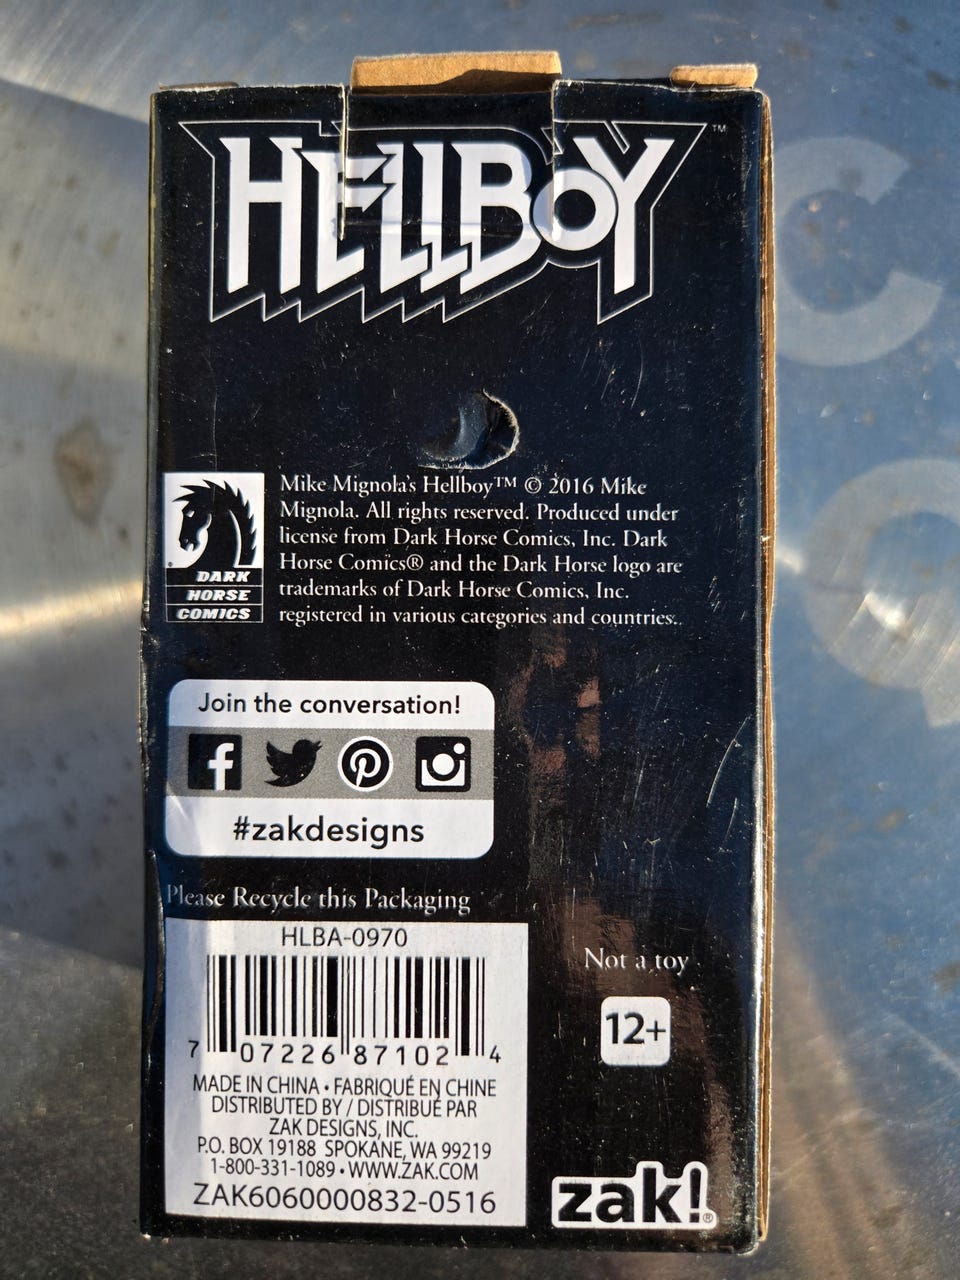 HELLBOY™
Mike Mignola's Hellboy™ © 2016 Mike
Mignola. All rights reserved. Produced under
license from Dark Horse Comics, Inc. Dark
Horse Comics® and the Dark Horse logo are
trademarks of Dark Horse Comics, Inc.
registered in various categories and countries..
DARK
HORSE
COMICS
Join the conversation!
#zakdesigns
Please Recycle this Packaging
HLBA-0970
7 07226 87102 4
MADE IN CHINA • FABRIQUÉ EN CHINE
DISTRIBUTED BY / DISTRIBUÉ PAR
ZAK DESIGNS, INC.
P.O. BOX 19188 SPOKANE, WA 99219
1-800-331-1089 • WWW.ZAK.COM
ZAK6060000832-0516
Not a toy
12+
zak!®